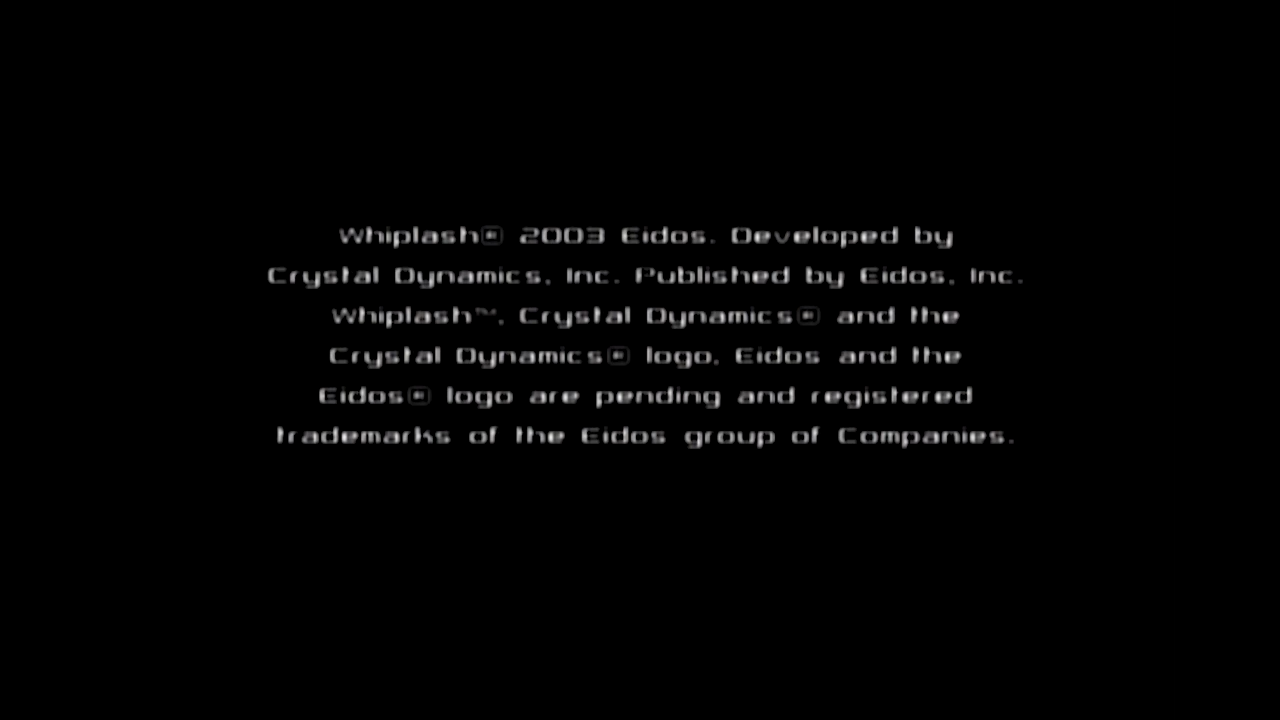 Whiplash® 2003 Eidos. Developed by
Crystal Dynamics, Inc. Published by Eidos, Inc.
Whiplash™, Crystal Dynamics® and the
Crystal Dynamics® logo, Eidos and the
Eidos® logo are pending and registered
trademarks of the Eidos group of Companies.